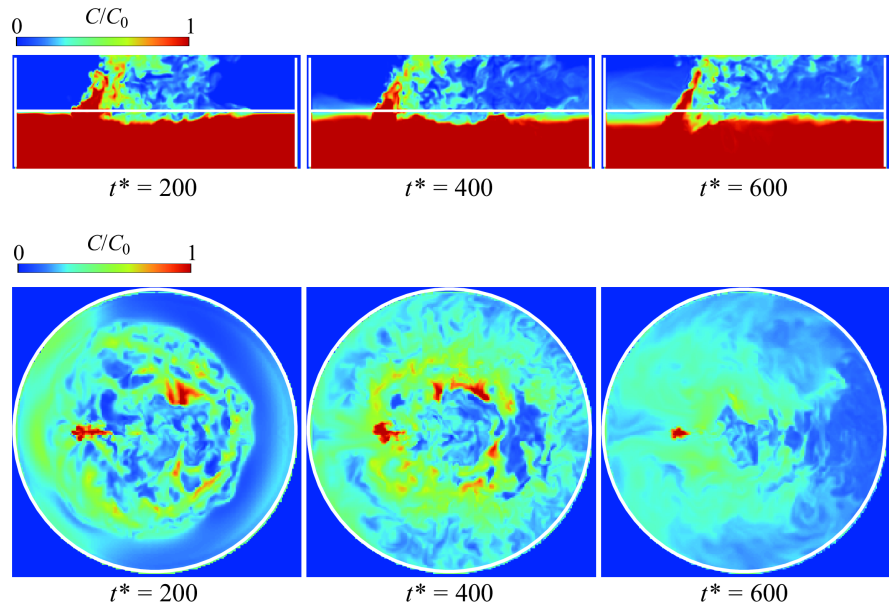 C/C₀
0 1
t* = 200 t* = 400 t* = 600
C/C₀
0 1
t* = 200 t* = 400 t* = 600